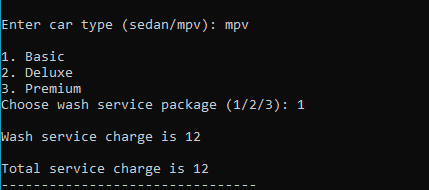 Enter car type (sedan/mpv): mpv
1. Basic
2. Deluxe
3. Premium
Choose wash service package (1/2/3): 1
Wash service charge is 12
Total service charge is 12
--------------------------------